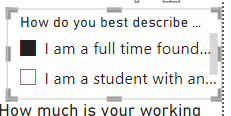 How do you best describe ...
I am a full time found...
I am a student with an...
How much is your working